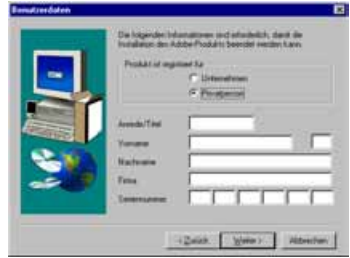 Benutzerdaten
Die folgenden Informationen sind erforderlich, damit die
Installation des Adobe-Produkts beendet werden kann.
Produkt ist registriert für
Unternehmen
Privatperson
Anrede/Titel
Vorname
Nachname
Firma
Seriennummer
< Zurück
Weiter >
Abbrechen